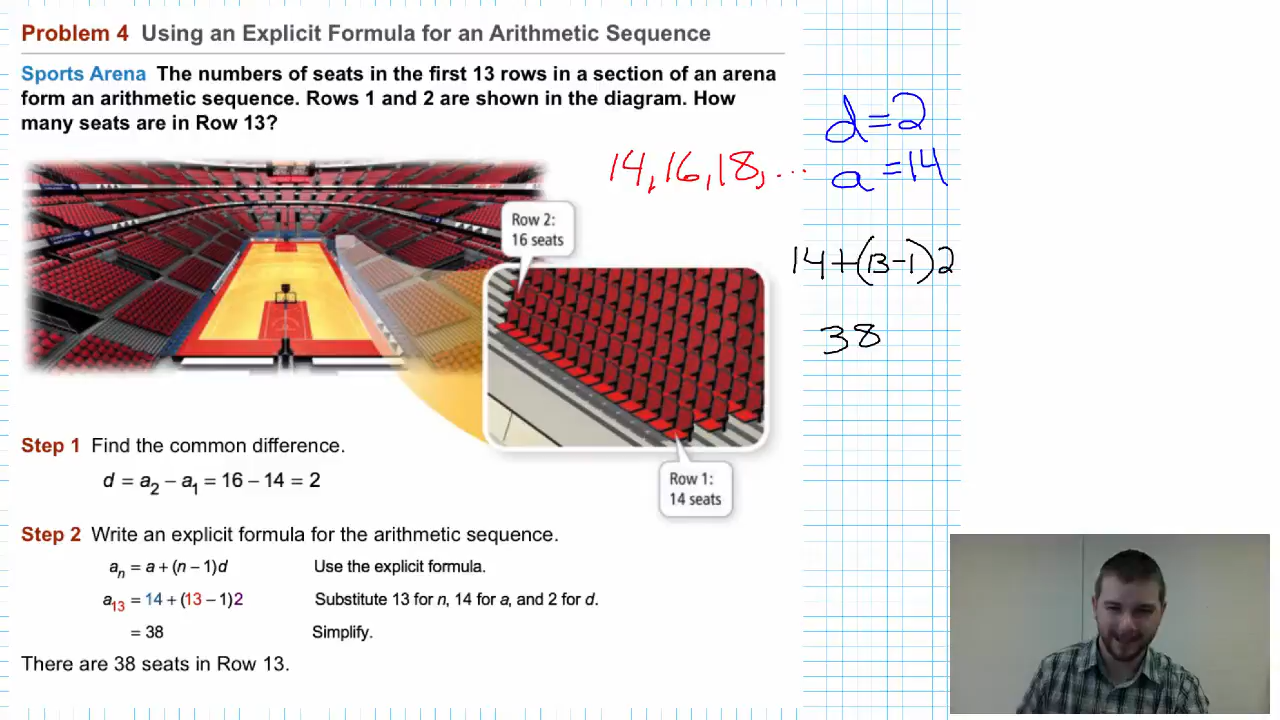 Problem 4 Using an Explicit Formula for an Arithmetic Sequence
Sports Arena The numbers of seats in the first 13 rows in a section of an arena
form an arithmetic sequence. Rows 1 and 2 are shown in the diagram. How
many seats are in Row 13?
d=2
14, 16, 18, ...
a=14
Row 2:
16 seats
14+(13-1)2
38
Row 1:
14 seats
Step 1 Find the common difference.
d = a₂ − a₁ = 16 − 14 = 2
Step 2 Write an explicit formula for the arithmetic sequence.
aₙ = a + (n − 1)d Use the explicit formula.
a₁₃ = 14 + (13 − 1)2 Substitute 13 for n, 14 for a, and 2 for d.
= 38 Simplify.
There are 38 seats in Row 13.